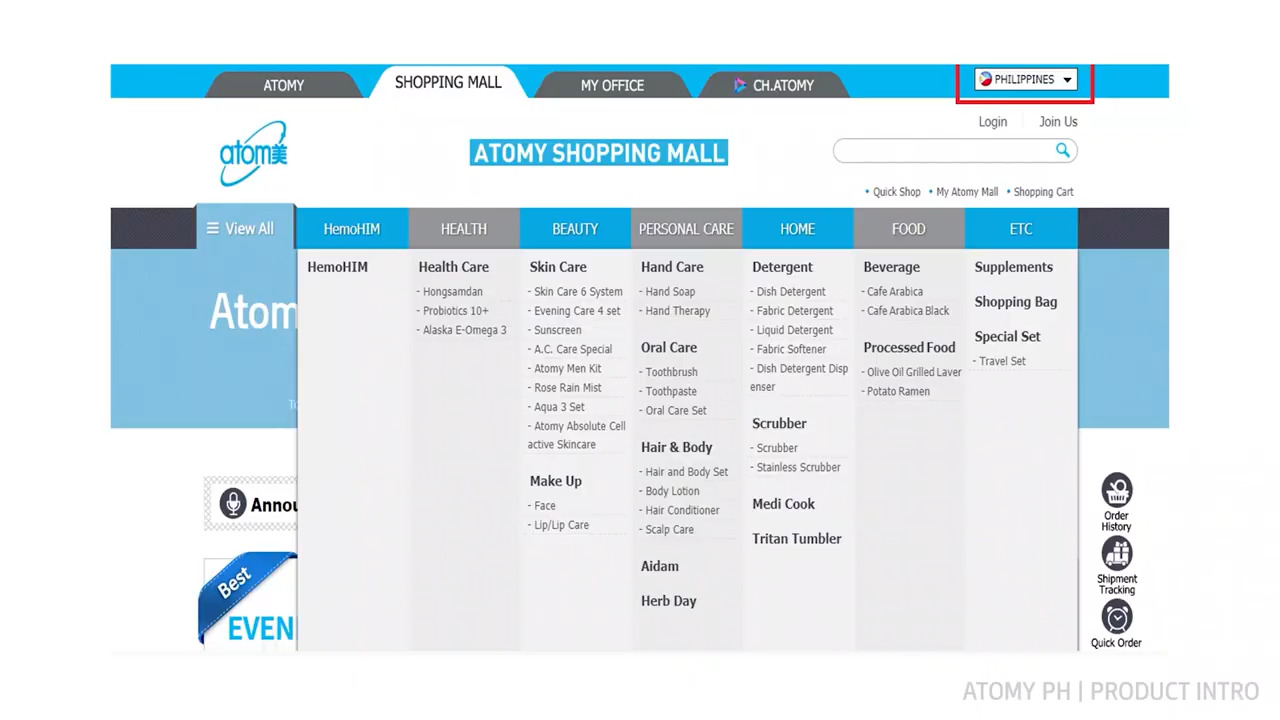 ATOMY
SHOPPING MALL
MY OFFICE
CH.ATOMY
PHILIPPINES
Login
Join Us
atom美
ATOMY SHOPPING MALL
• Quick Shop • My Atomy Mall • Shopping Cart
View All
HemoHIM
HEALTH
BEAUTY
PERSONAL CARE
HOME
FOOD
ETC
HemoHIM
Health Care
- Hongsamdan
- Probiotics 10+
- Alaska E-Omega 3
Skin Care
- Skin Care 6 System
- Evening Care 4 set
- Sunscreen
- A.C. Care Special
- Atomy Men Kit
- Rose Rain Mist
- Aqua 3 Set
- Atomy Absolute Cell
active Skincare
Make Up
- Face
- Lip/Lip Care
Hand Care
- Hand Soap
- Hand Therapy
Oral Care
- Toothbrush
- Toothpaste
- Oral Care Set
Hair & Body
- Hair and Body Set
- Body Lotion
- Hair Conditioner
- Scalp Care
Aidam
Herb Day
Detergent
- Dish Detergent
- Fabric Detergent
- Liquid Detergent
- Fabric Softener
- Dish Detergent Disp
enser
Scrubber
- Scrubber
- Stainless Scrubber
Medi Cook
Tritan Tumbler
Beverage
- Cafe Arabica
- Cafe Arabica Black
Processed Food
- Olive Oil Grilled Laver
- Potato Ramen
Supplements
Shopping Bag
Special Set
- Travel Set
Atom
To
Annou
Best
EVEN
Order
History
Shipment
Tracking
Quick Order
ATOMY PH | PRODUCT INTRO